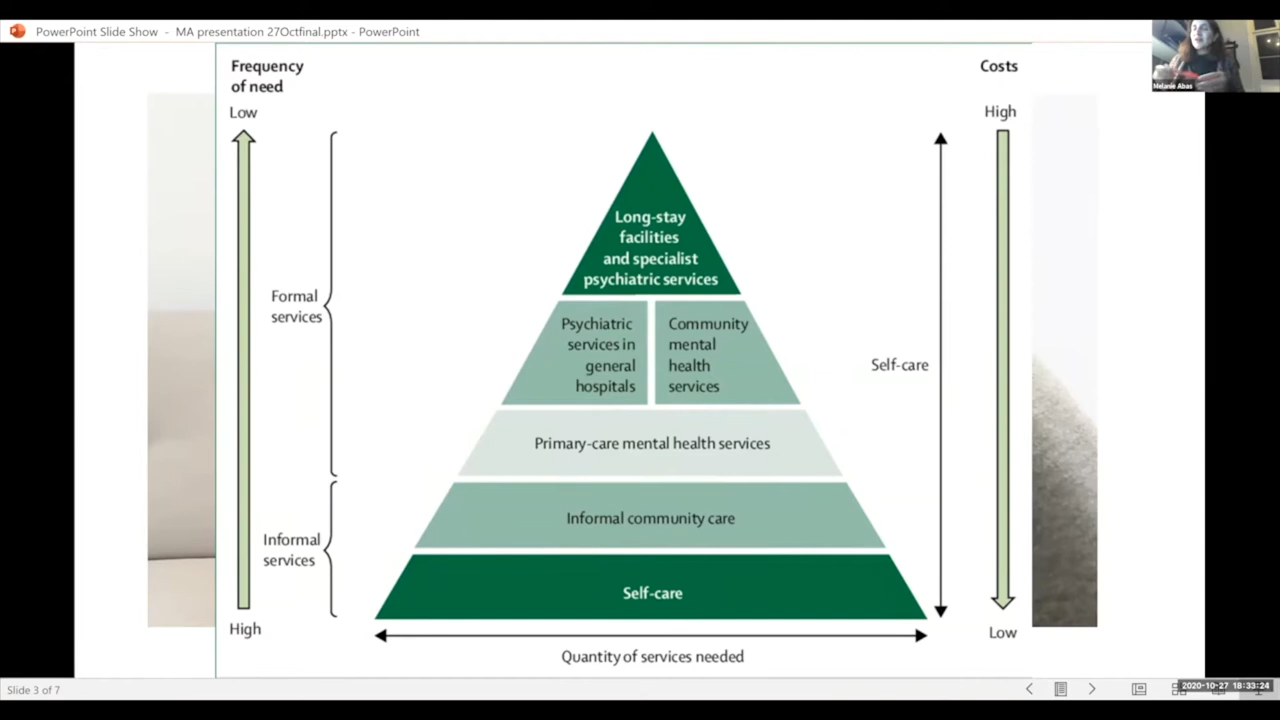 PowerPoint Slide Show - MA presentation 27Octfinal.pptx - PowerPoint
Melanie Abas
Frequency
of need
Low
Costs
High
Long-stay
facilities
and specialist
psychiatric services
Formal
services
Psychiatric
services in
general
hospitals
Community
mental
health
services
Self-care
Primary-care mental health services
Informal community care
Informal
services
Self-care
High
Low
Quantity of services needed
Slide 3 of 7
2020-10-27 18:33:24